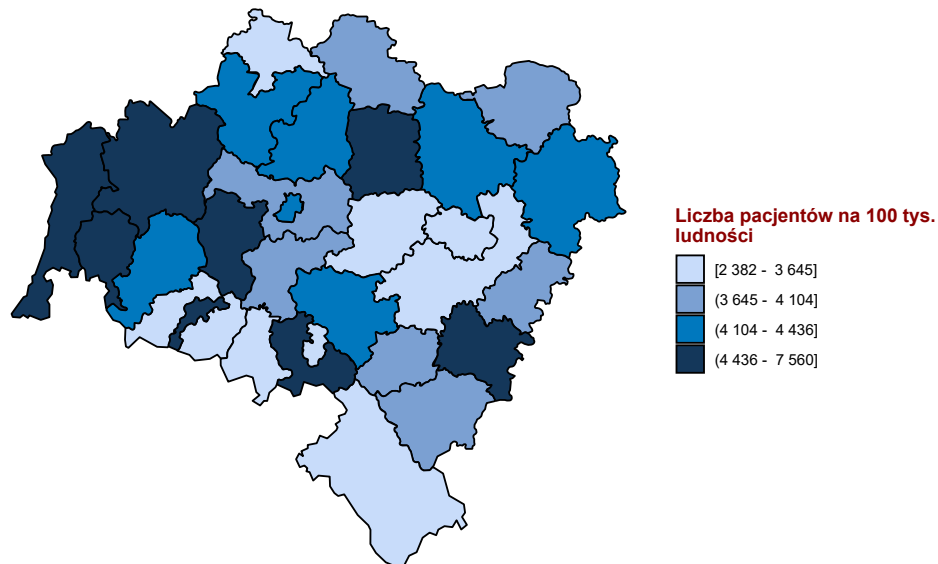 Liczba pacjentów na 100 tys.
ludności
[2 382 - 3 645]
(3 645 - 4 104]
(4 104 - 4 436]
(4 436 - 7 560]